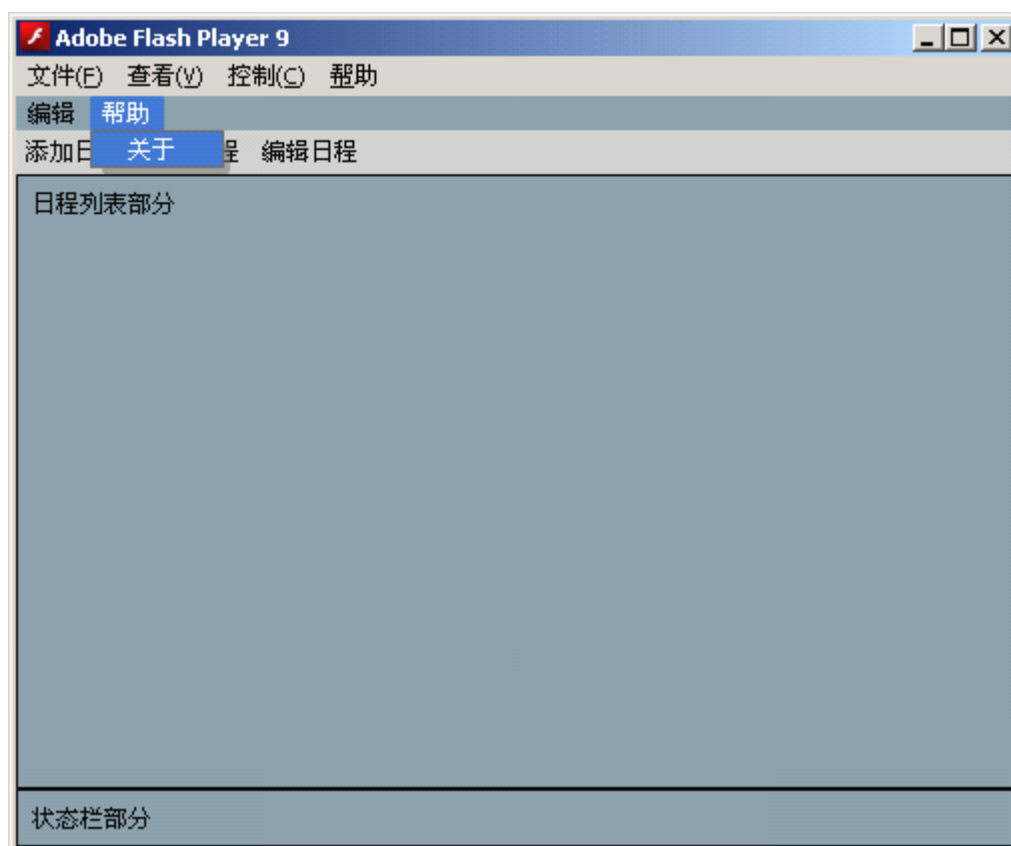 Adobe Flash Player 9
文件(F) 查看(V) 控制(C) 帮助
编辑 帮助
关于
添加日 程 编辑日程
日程列表部分
状态栏部分